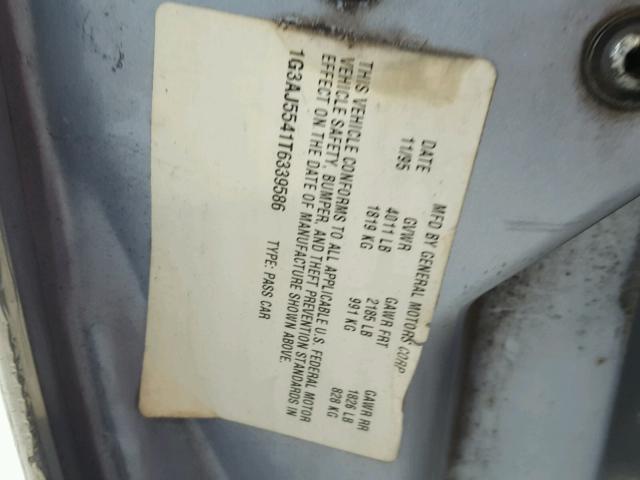 MFD BY GENERAL MOTORS CORP
DATE GVWR GAWR FRT GAWR RR
11/95 4011 LB 2185 LB 1826 LB
1819 KG 991 KG 828 KG
THIS VEHICLE CONFORMS TO ALL APPLICABLE U.S. FEDERAL MOTOR
VEHICLE SAFETY, BUMPER, AND THEFT PREVENTION STANDARDS IN
EFFECT ON THE DATE OF MANUFACTURE SHOWN ABOVE.
1G3AJ5541T6339586 TYPE: PASS CAR